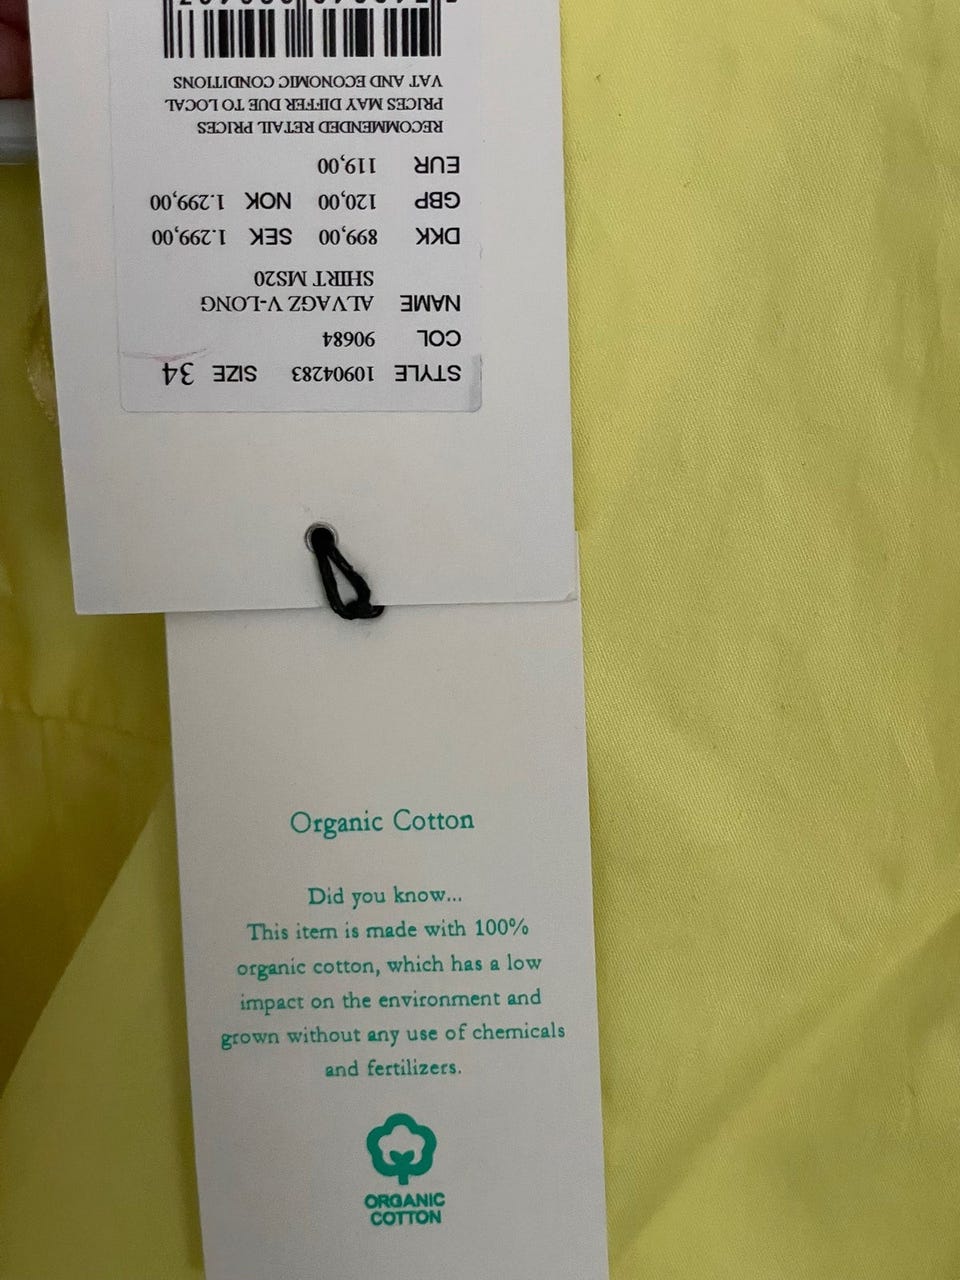 STYLE 10904283 SIZE 34
COL 90684
NAME ALVAGZ V-LONG
SHIRT MS20
DKK 899,00 SEK 1.299,00
GBP 120,00 NOK 1.299,00
EUR 119,00
RECOMMENDED RETAIL PRICES
PRICES MAY DIFFER DUE TO LOCAL
VAT AND ECONOMIC CONDITIONS
Organic Cotton
Did you know...
This item is made with 100%
organic cotton, which has a low
impact on the environment and
grown without any use of chemicals
and fertilizers.
ORGANIC
COTTON